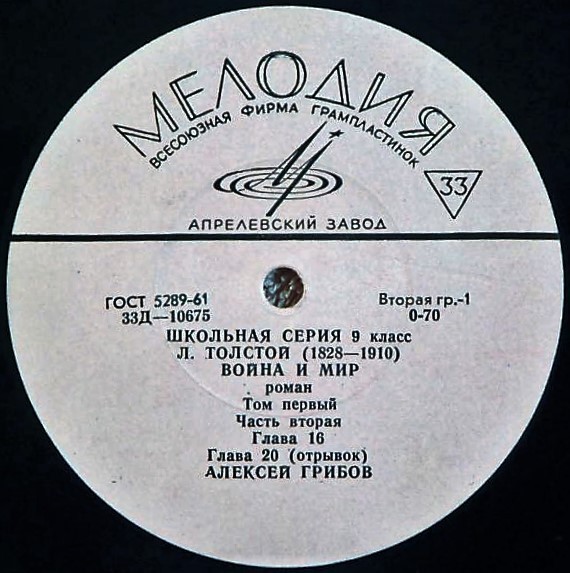 МЕЛОДИЯ
ВСЕСОЮЗНАЯ ФИРМА ГРАМПЛАСТИНОК
33
АПРЕЛЕВСКИЙ ЗАВОД
ГОСТ 5289-61
33Д—10675
Вторая гр.-1
0-70
ШКОЛЬНАЯ СЕРИЯ 9 класс
Л. ТОЛСТОЙ (1828—1910)
ВОЙНА И МИР
роман
Том первый
Часть вторая
Глава 16
Глава 20 (отрывок)
АЛЕКСЕЙ ГРИБОВ